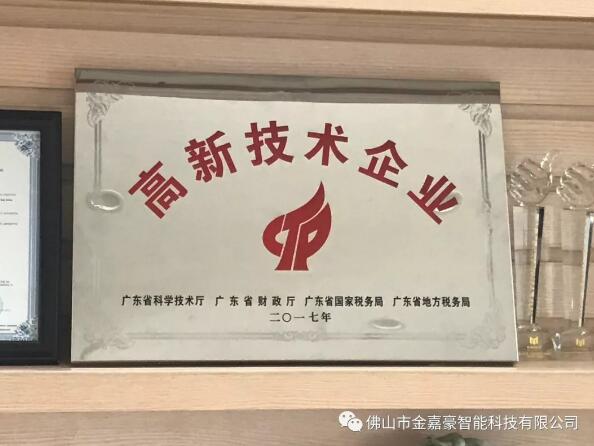 高新技术企业
广东省科学技术厅 广东省财政厅 广东省国家税务局 广东省地方税务局
二〇一七年
佛山市金嘉豪智能科技有限公司